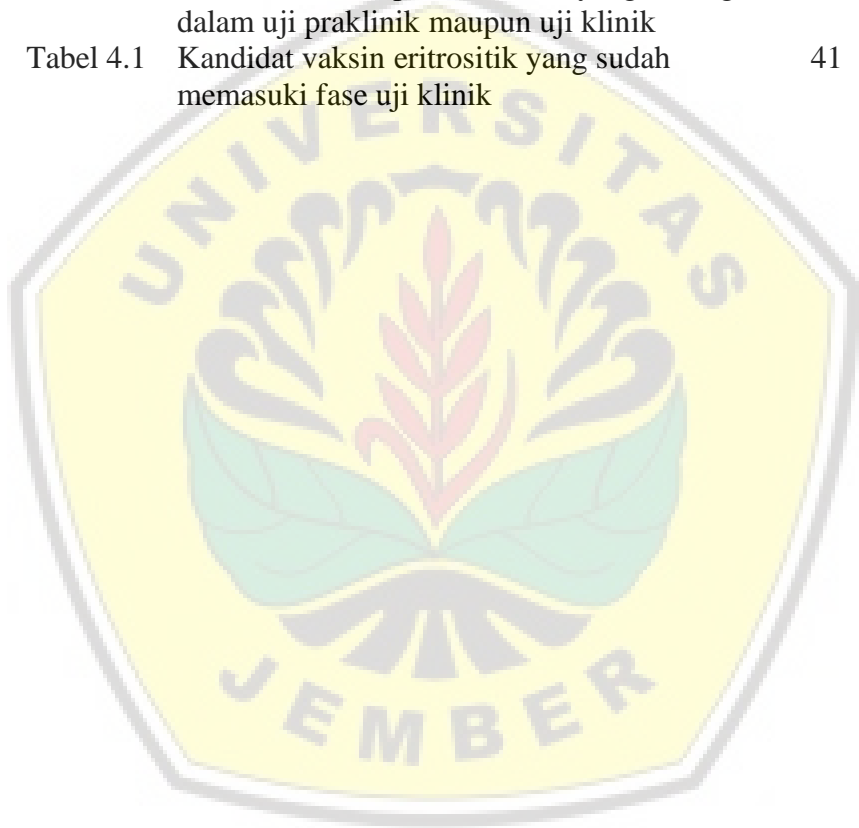 dalam uji praklinik maupun uji klinik
Tabel 4.1 Kandidat vaksin eritrositik yang sudah 41
memasuki fase uji klinik
UNIVERSITAS
JEMBER